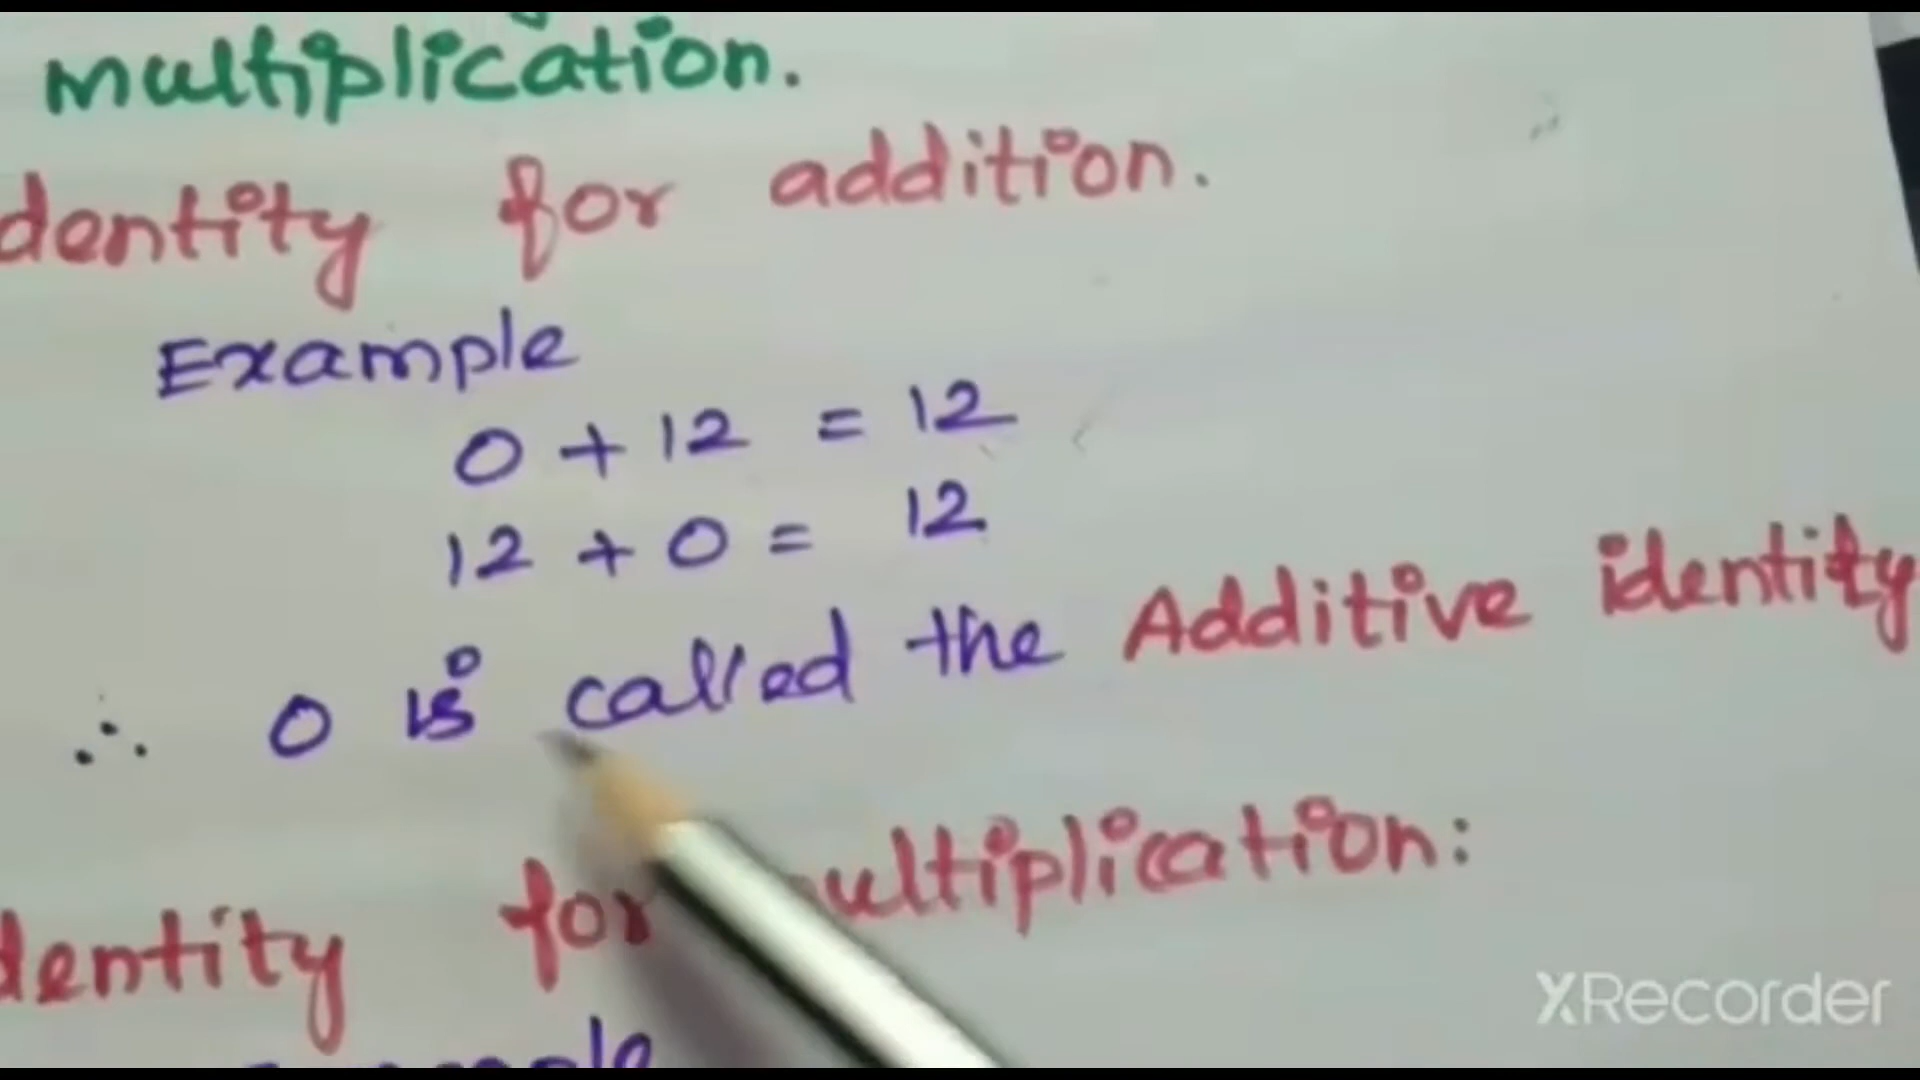 multiplication.
dentity for addition.
Example
0 + 12 = 12
12 + 0 = 12
∴ 0 is called the Additive identity
dentity for ultiplication:
XRecorder